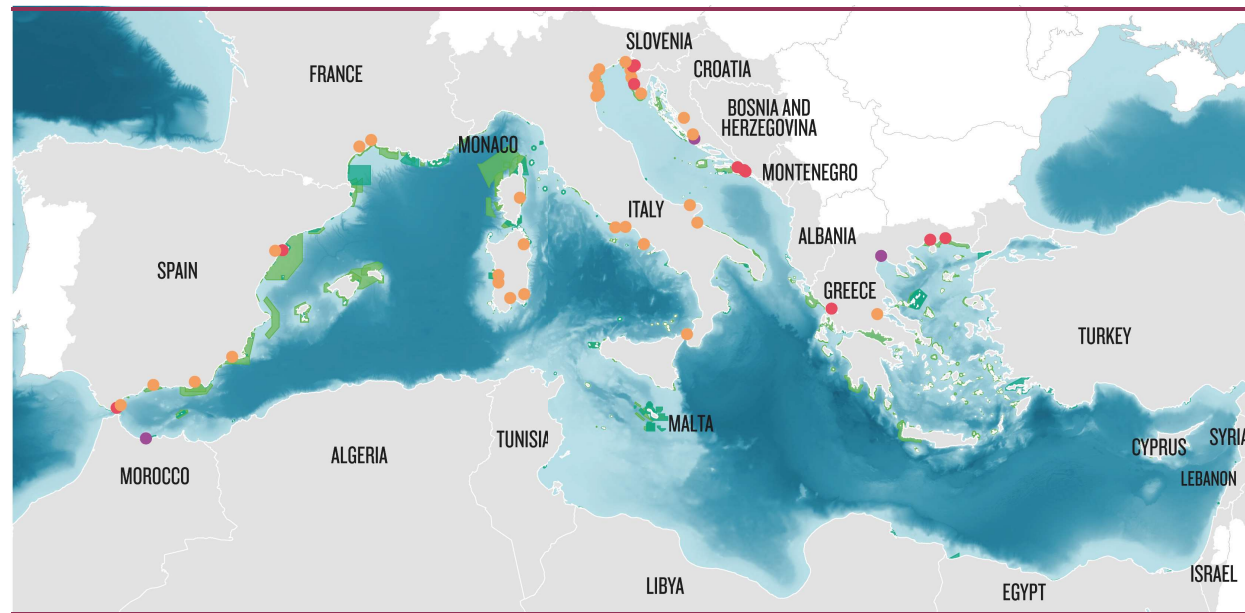 SLOVENIA
FRANCE
CROATIA
BOSNIA AND
HERZEGOVINA
MONACO
MONTENEGRO
ITALY
ALBANIA
SPAIN
GREECE
TURKEY
MALTA
TUNISIA
ALGERIA
CYPRUS
SYRIA
MOROCCO
LEBANON
ISRAEL
LIBYA
EGYPT